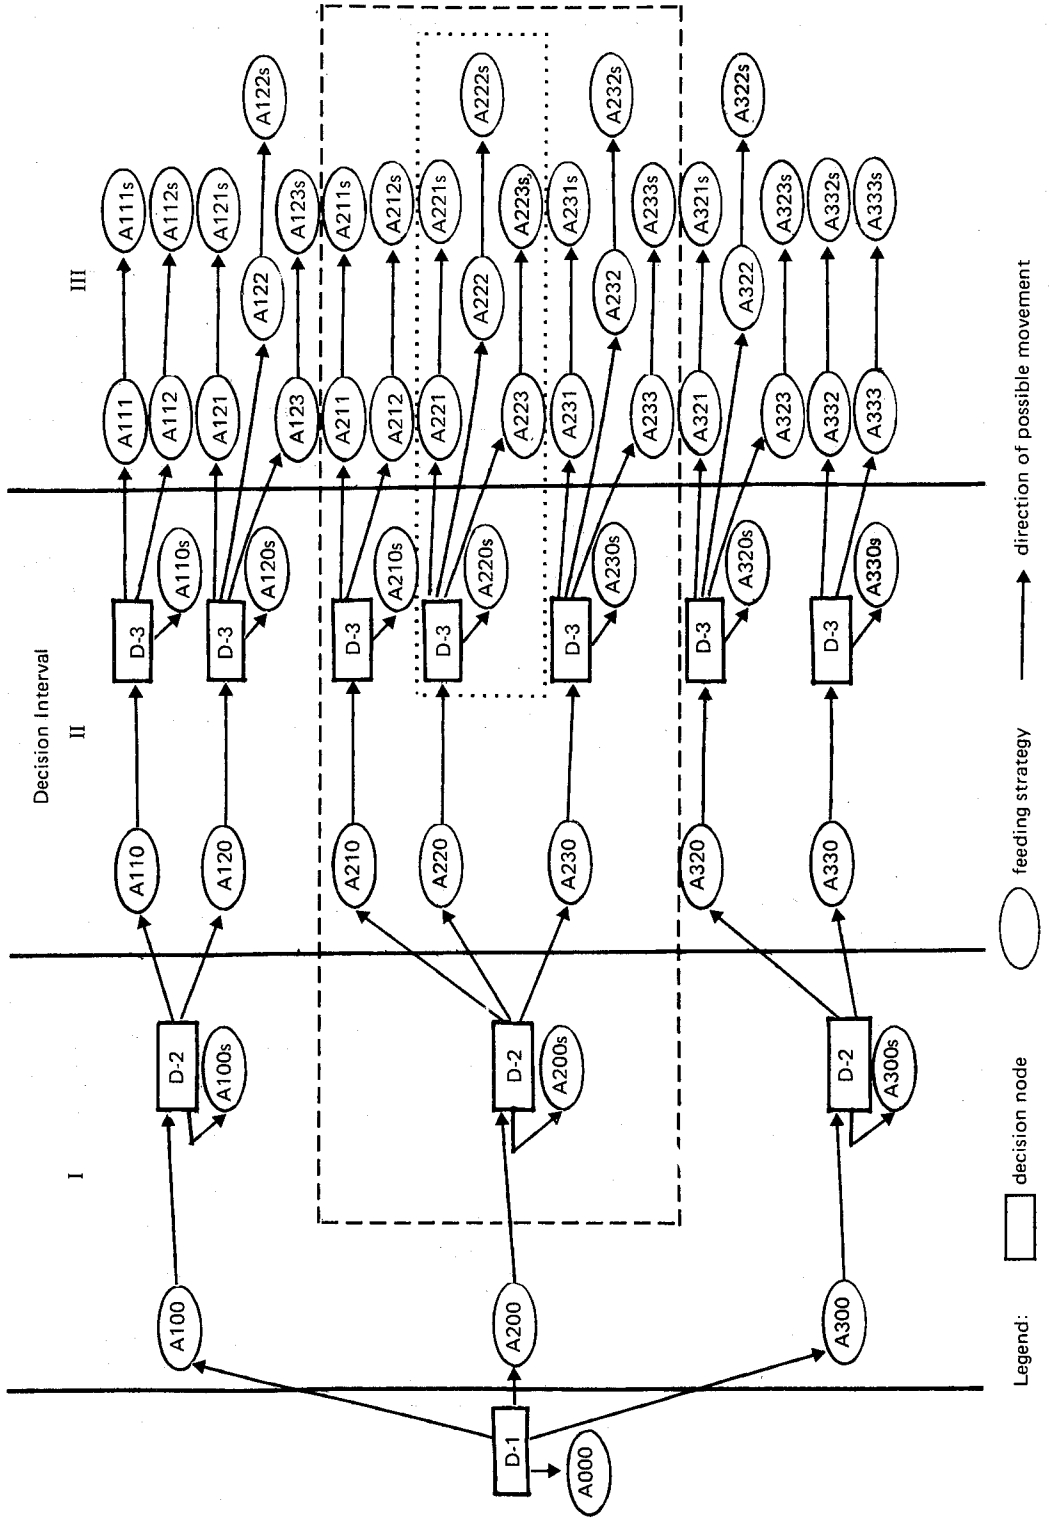 Decision Interval
I
II
III
A110
D-3
A111
A111s
A100
D-2
A110s
A112
A112s
A100s
A120
D-3
A121
A121s
A120s
A122
A122s
A123
A123s
A210
D-3
A211
A211s
A210s
A212
A212s
A220
D-3
A221
A221s
A220s
A222
A222s
D-1
A200
D-2
A223
A223s
A000
A200s
A230
D-3
A231
A231s
A230s
A232
A232s
A233
A233s
A320
D-3
A321
A321s
A320s
A322
A322s
A323
A323s
A300
D-2
A330
D-3
A332
A332s
A300s
A330s
A333
A333s
Legend:
decision node
feeding strategy
direction of possible movement